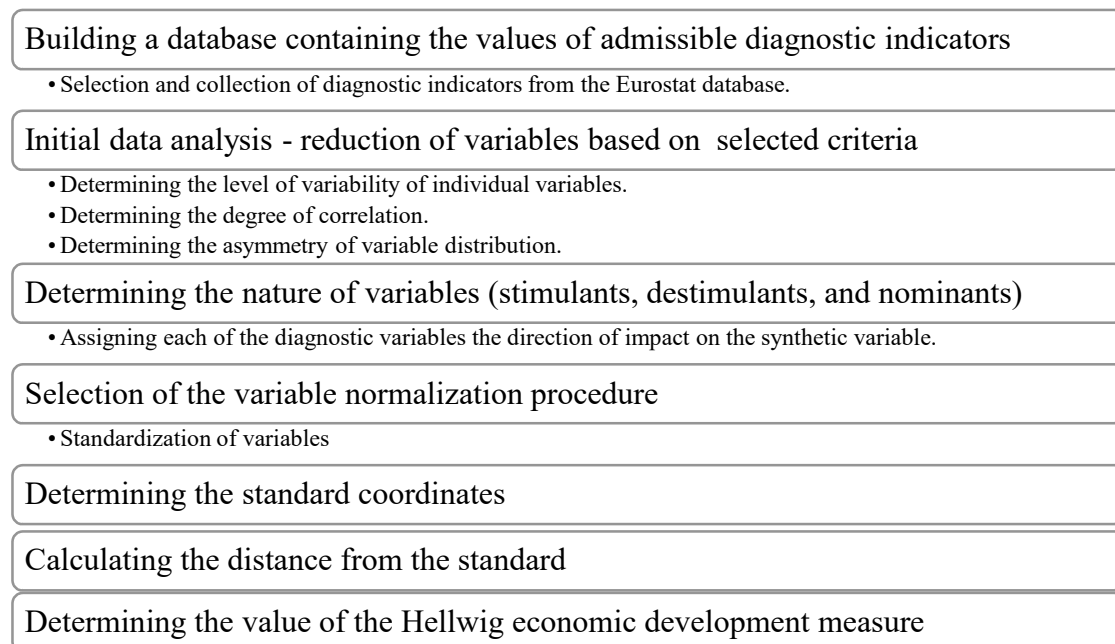 Building a database containing the values of admissible diagnostic indicators
• Selection and collection of diagnostic indicators from the Eurostat database.
Initial data analysis - reduction of variables based on  selected criteria
• Determining the level of variability of individual variables.
• Determining the degree of correlation.
• Determining the asymmetry of variable distribution.
Determining the nature of variables (stimulants, destimulants, and nominants)
• Assigning each of the diagnostic variables the direction of impact on the synthetic variable.
Selection of the variable normalization procedure
• Standardization of variables
Determining the standard coordinates
Calculating the distance from the standard
Determining the value of the Hellwig economic development measure